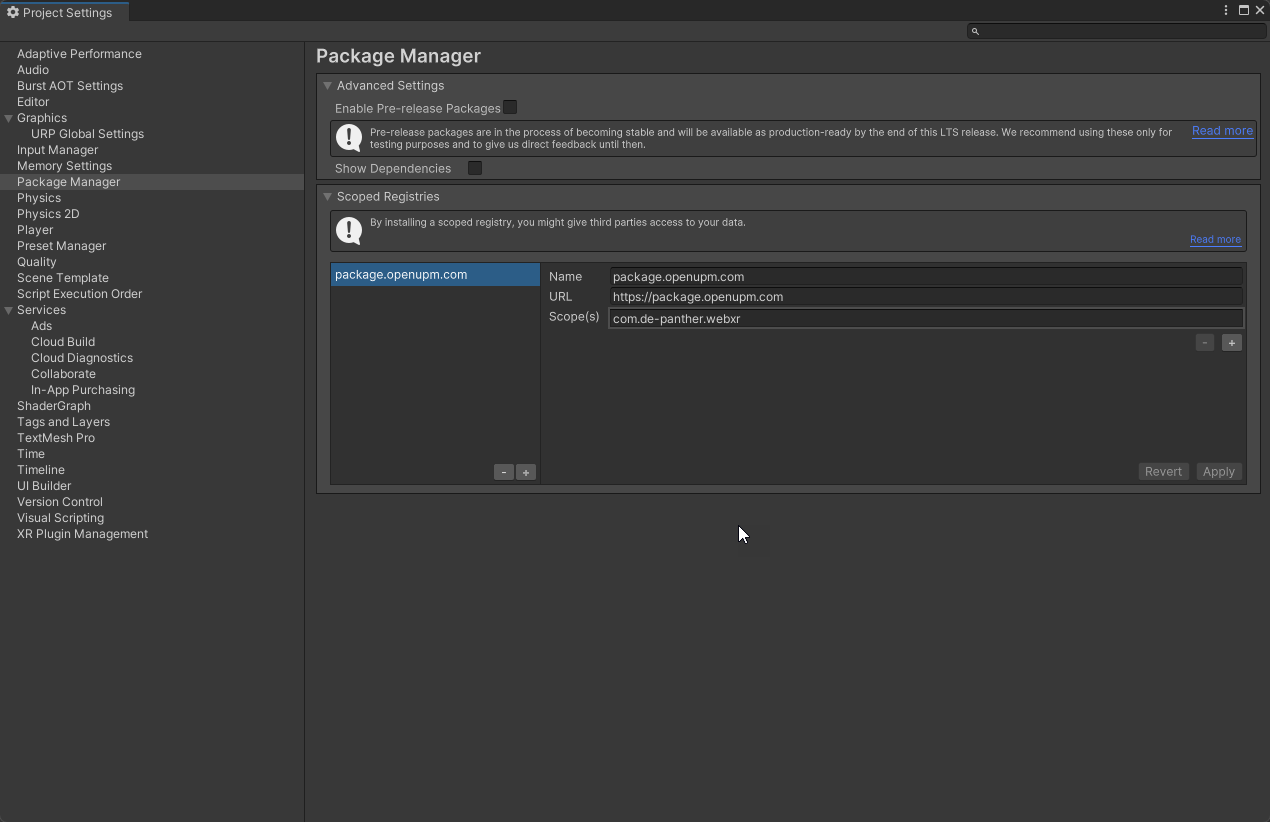 Project Settings
Adaptive Performance
Audio
Burst AOT Settings
Editor
Graphics
URP Global Settings
Input Manager
Memory Settings
Package Manager
Physics
Physics 2D
Player
Preset Manager
Quality
Scene Template
Script Execution Order
Services
Ads
Cloud Build
Cloud Diagnostics
Collaborate
In-App Purchasing
ShaderGraph
Tags and Layers
TextMesh Pro
Time
Timeline
UI Builder
Version Control
Visual Scripting
XR Plugin Management
Package Manager
Advanced Settings
Enable Pre-release Packages
Pre-release packages are in the process of becoming stable and will be available as production-ready by the end of this LTS release. We recommend using these only for
testing purposes and to give us direct feedback until then.
Read more
Show Dependencies
Scoped Registries
By installing a scoped registry, you might give third parties access to your data.
Read more
package.openupm.com
Name package.openupm.com
URL https://package.openupm.com
Scope(s) com.de-panther.webxr
- +
- +
Revert Apply